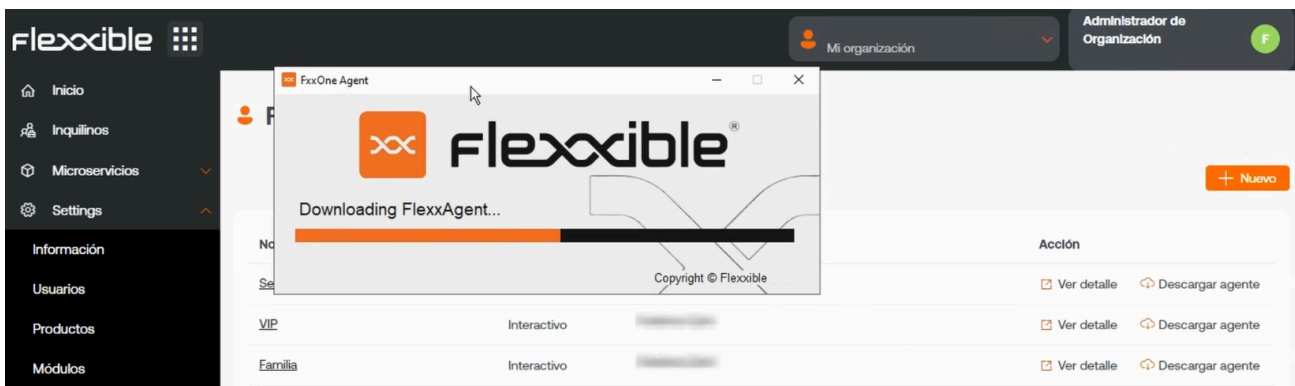 Flexxible
Mi organización
Administrador de
Organización
F
Inicio
Inquilinos
Microservicios
Settings
Información
Usuarios
Productos
Módulos
FxxOne Agent
Flexxible®
Downloading FlexxAgent...
Copyright © Flexxible
F
+ Nuevo
No
Acción
Se
Ver detalle
Descargar agente
VIP
Interactivo
Ver detalle
Descargar agente
Familia
Interactivo
Ver detalle
Descargar agente